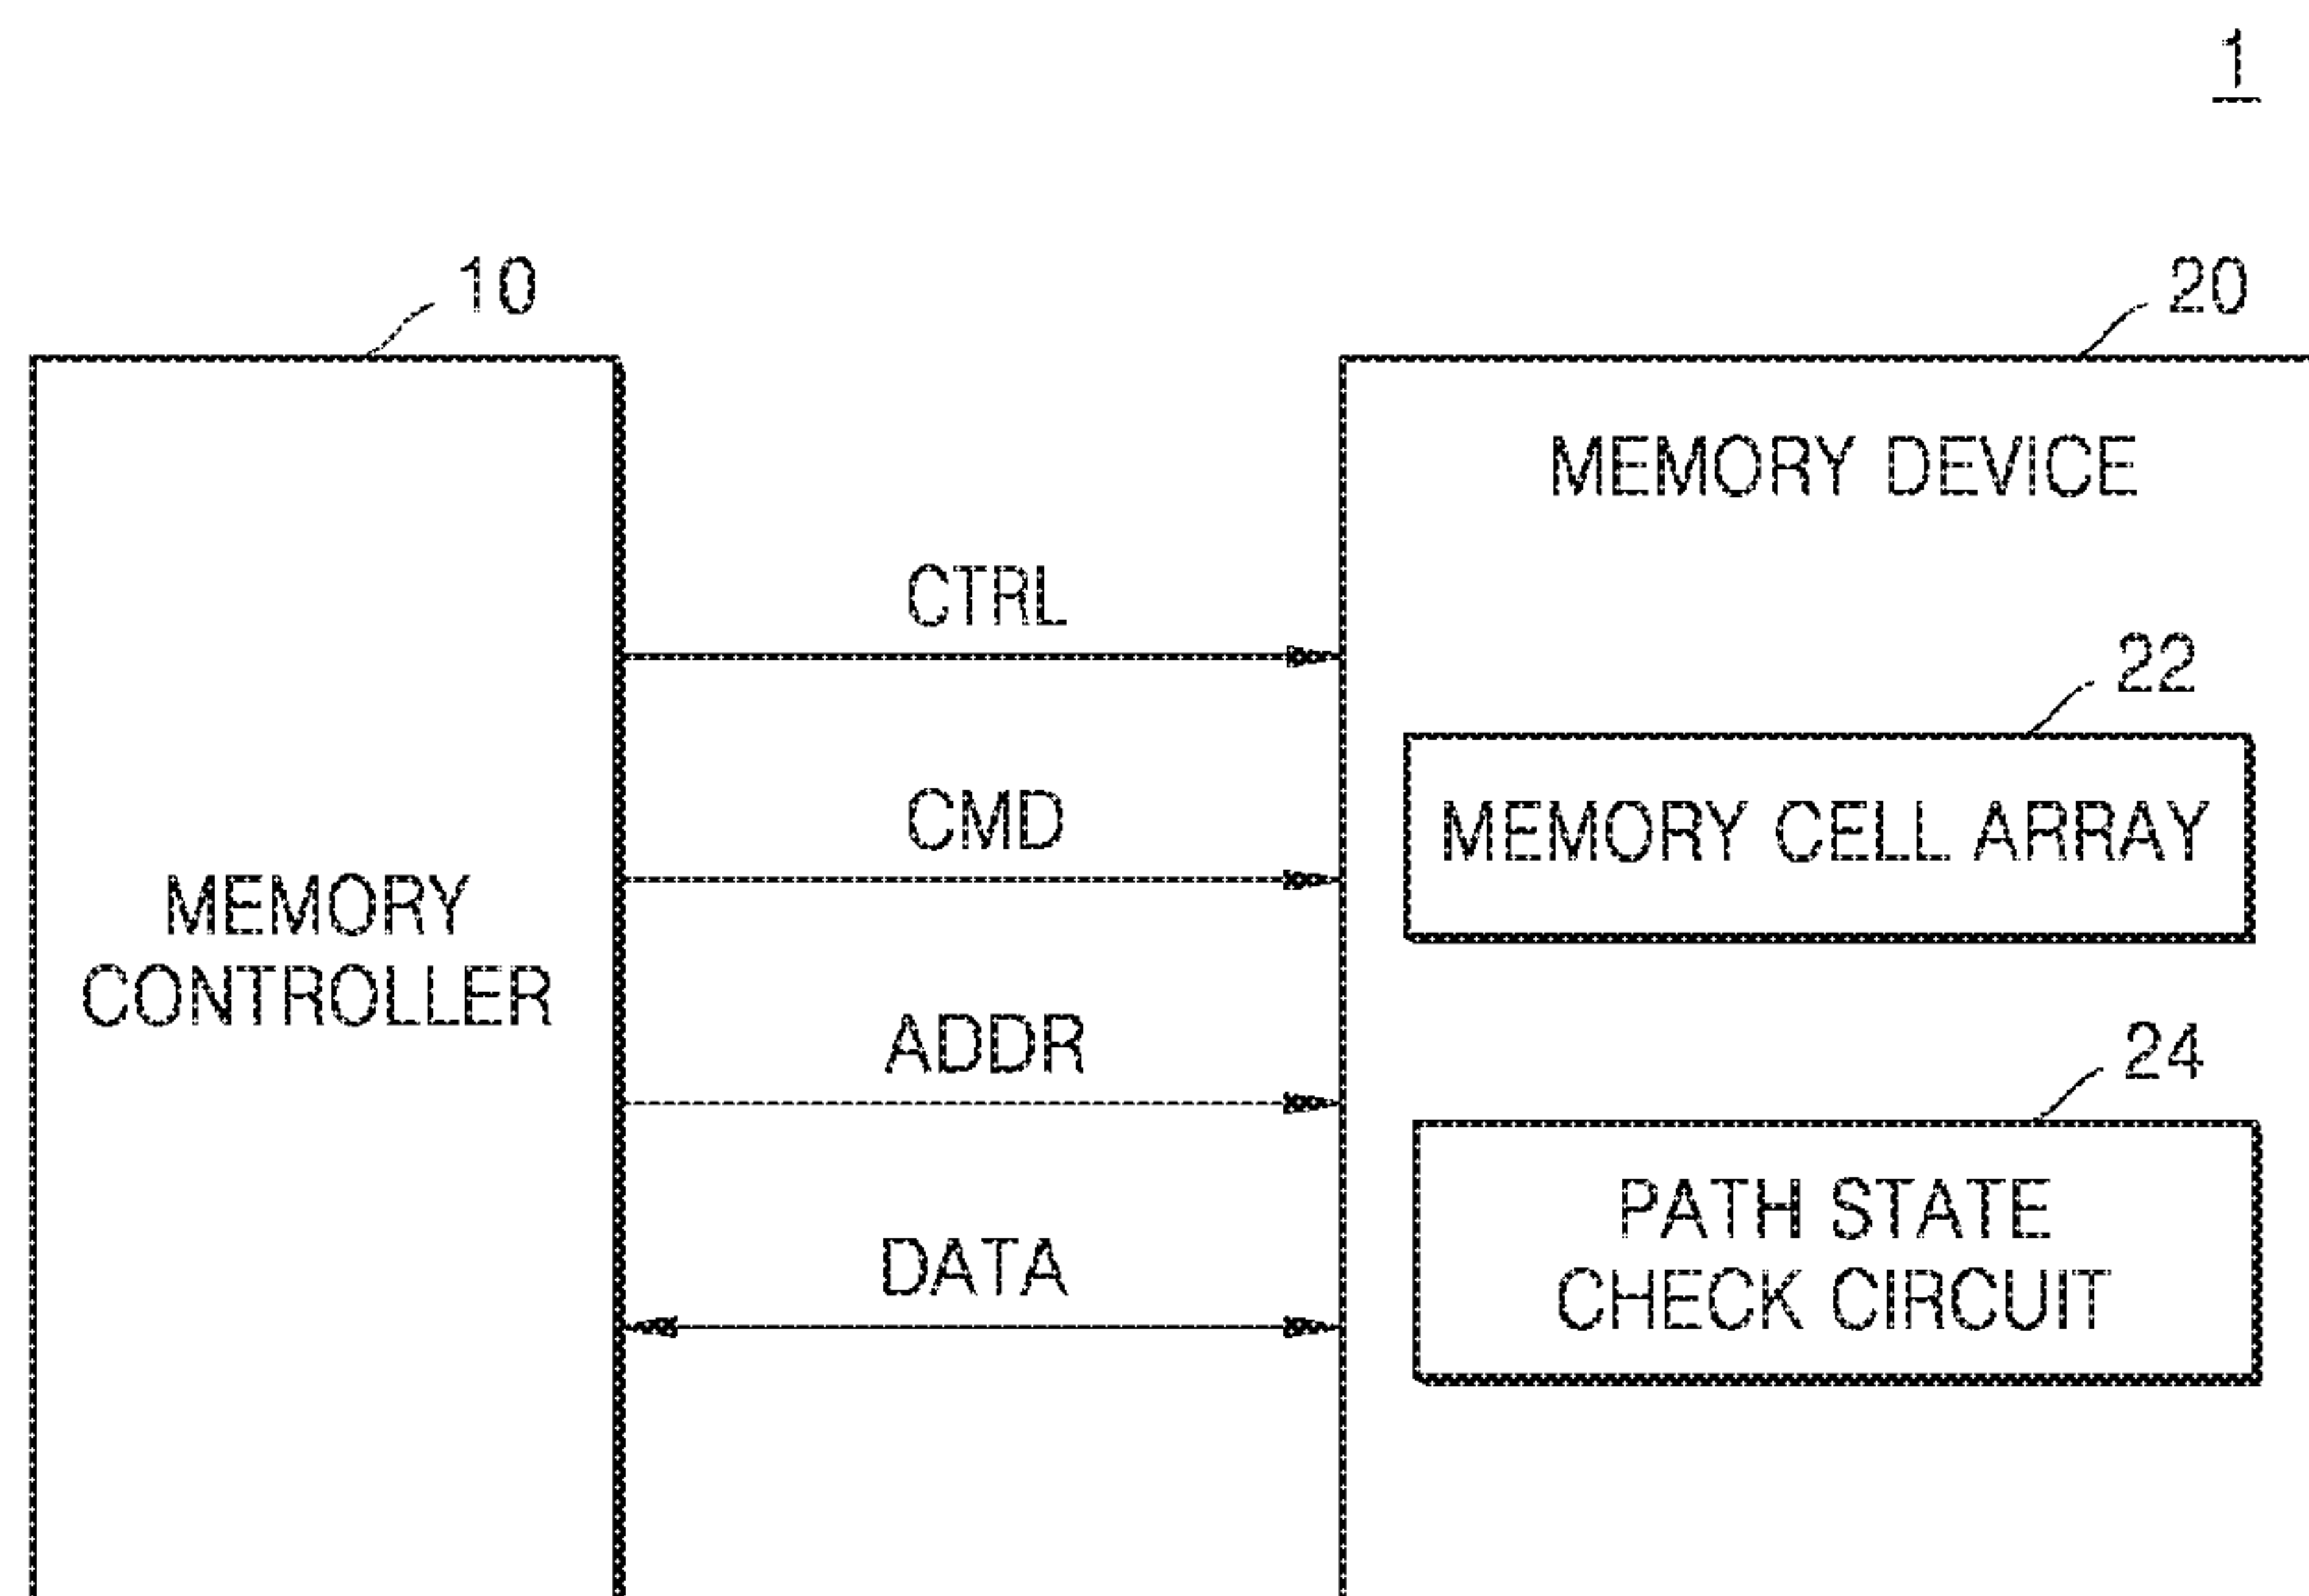 1
10
20
MEMORY DEVICE
CTRL
22
CMD
MEMORY CELL ARRAY
MEMORY
CONTROLLER
ADDR
24
PATH STATE
CHECK CIRCUIT
DATA